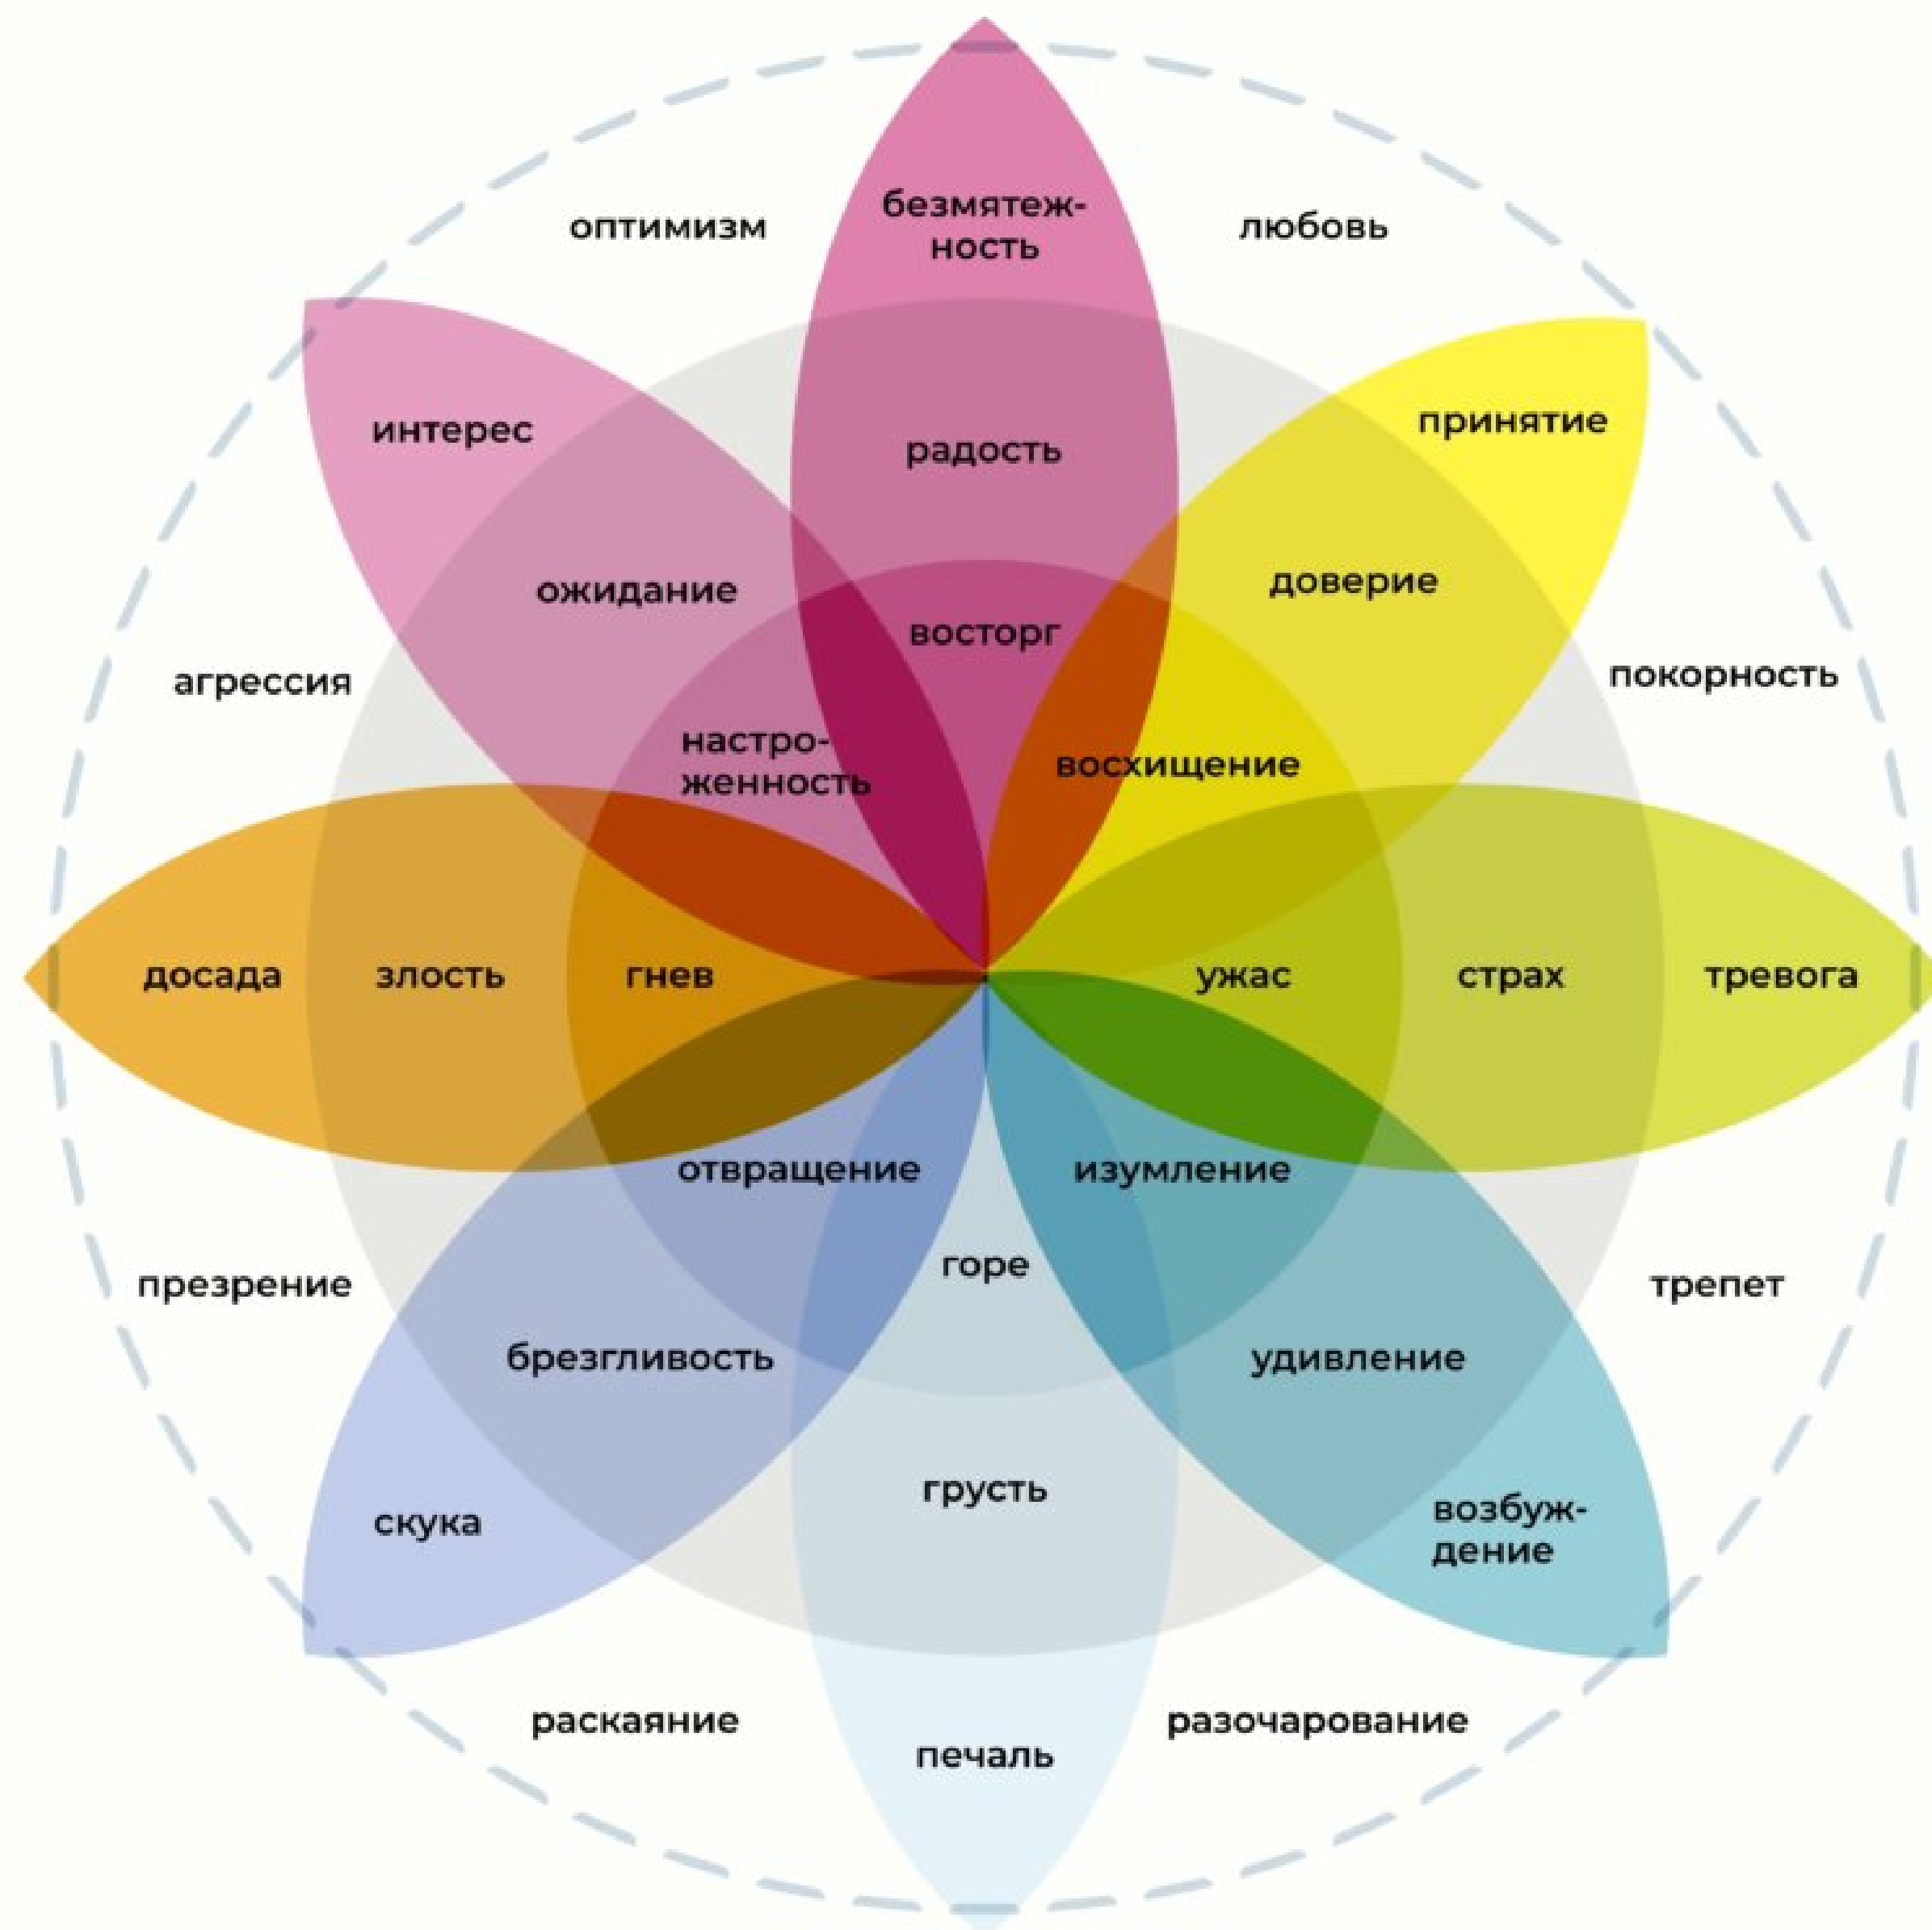 безмятеж-
ность
оптимизм
любовь
интерес
принятие
радость
ожидание
доверие
восторг
агрессия
покорность
настро-
женность
восхищение
досада
злость
гнев
ужас
страх
тревога
отвращение
изумление
горе
презрение
трепет
брезгливость
удивление
грусть
скука
возбуж-
дение
раскаяние
разочарование
печаль